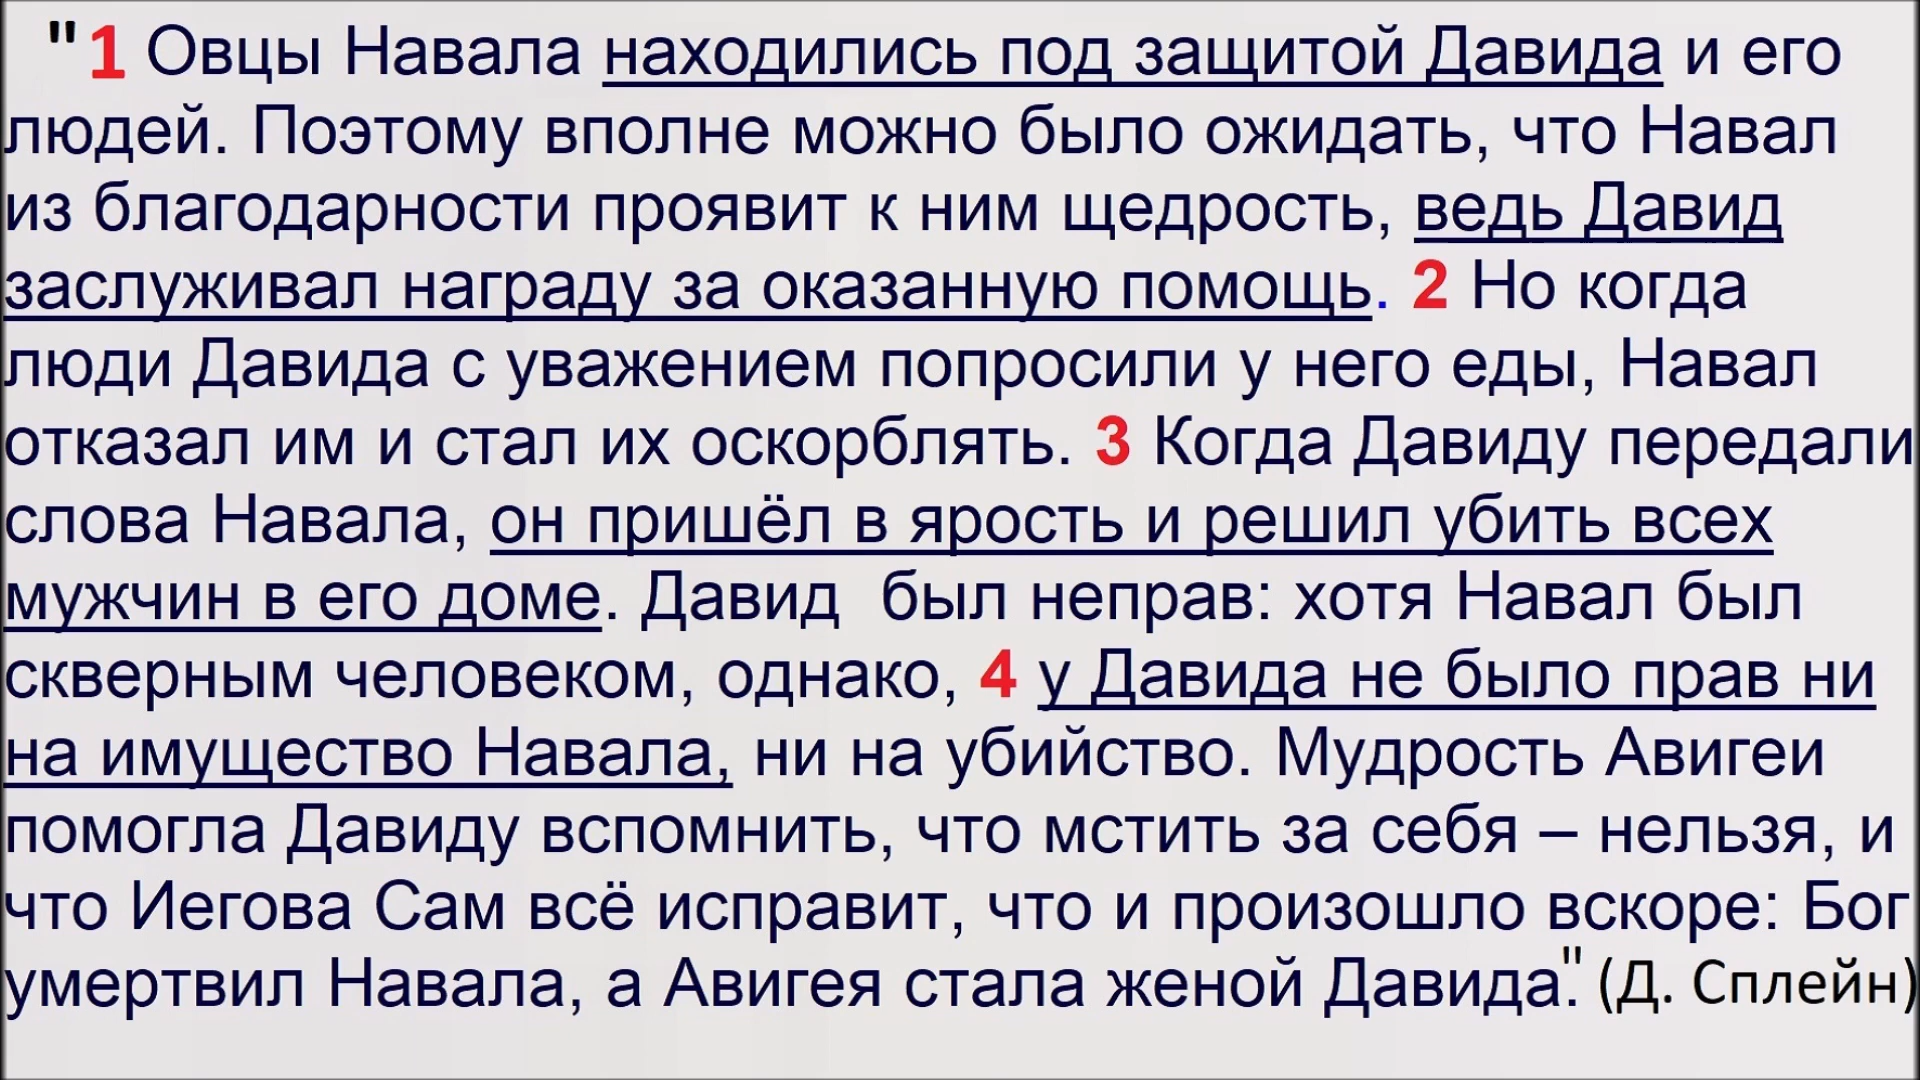 "1 Овцы Навала находились под защитой Давида и его
людей. Поэтому вполне можно было ожидать, что Навал
из благодарности проявит к ним щедрость, ведь Давид
заслуживал награду за оказанную помощь. 2 Но когда
люди Давида с уважением попросили у него еды, Навал
отказал им и стал их оскорблять. 3 Когда Давиду передали
слова Навала, он пришёл в ярость и решил убить всех
мужчин в его доме. Давид  был неправ: хотя Навал был
скверным человеком, однако, 4 у Давида не было прав ни
на имущество Навала, ни на убийство. Мудрость Авигеи
помогла Давиду вспомнить, что мстить за себя – нельзя, и
что Иегова Сам всё исправит, что и произошло вскоре: Бог
умертвил Навала, а Авигея стала женой Давида." (Д. Сплейн)